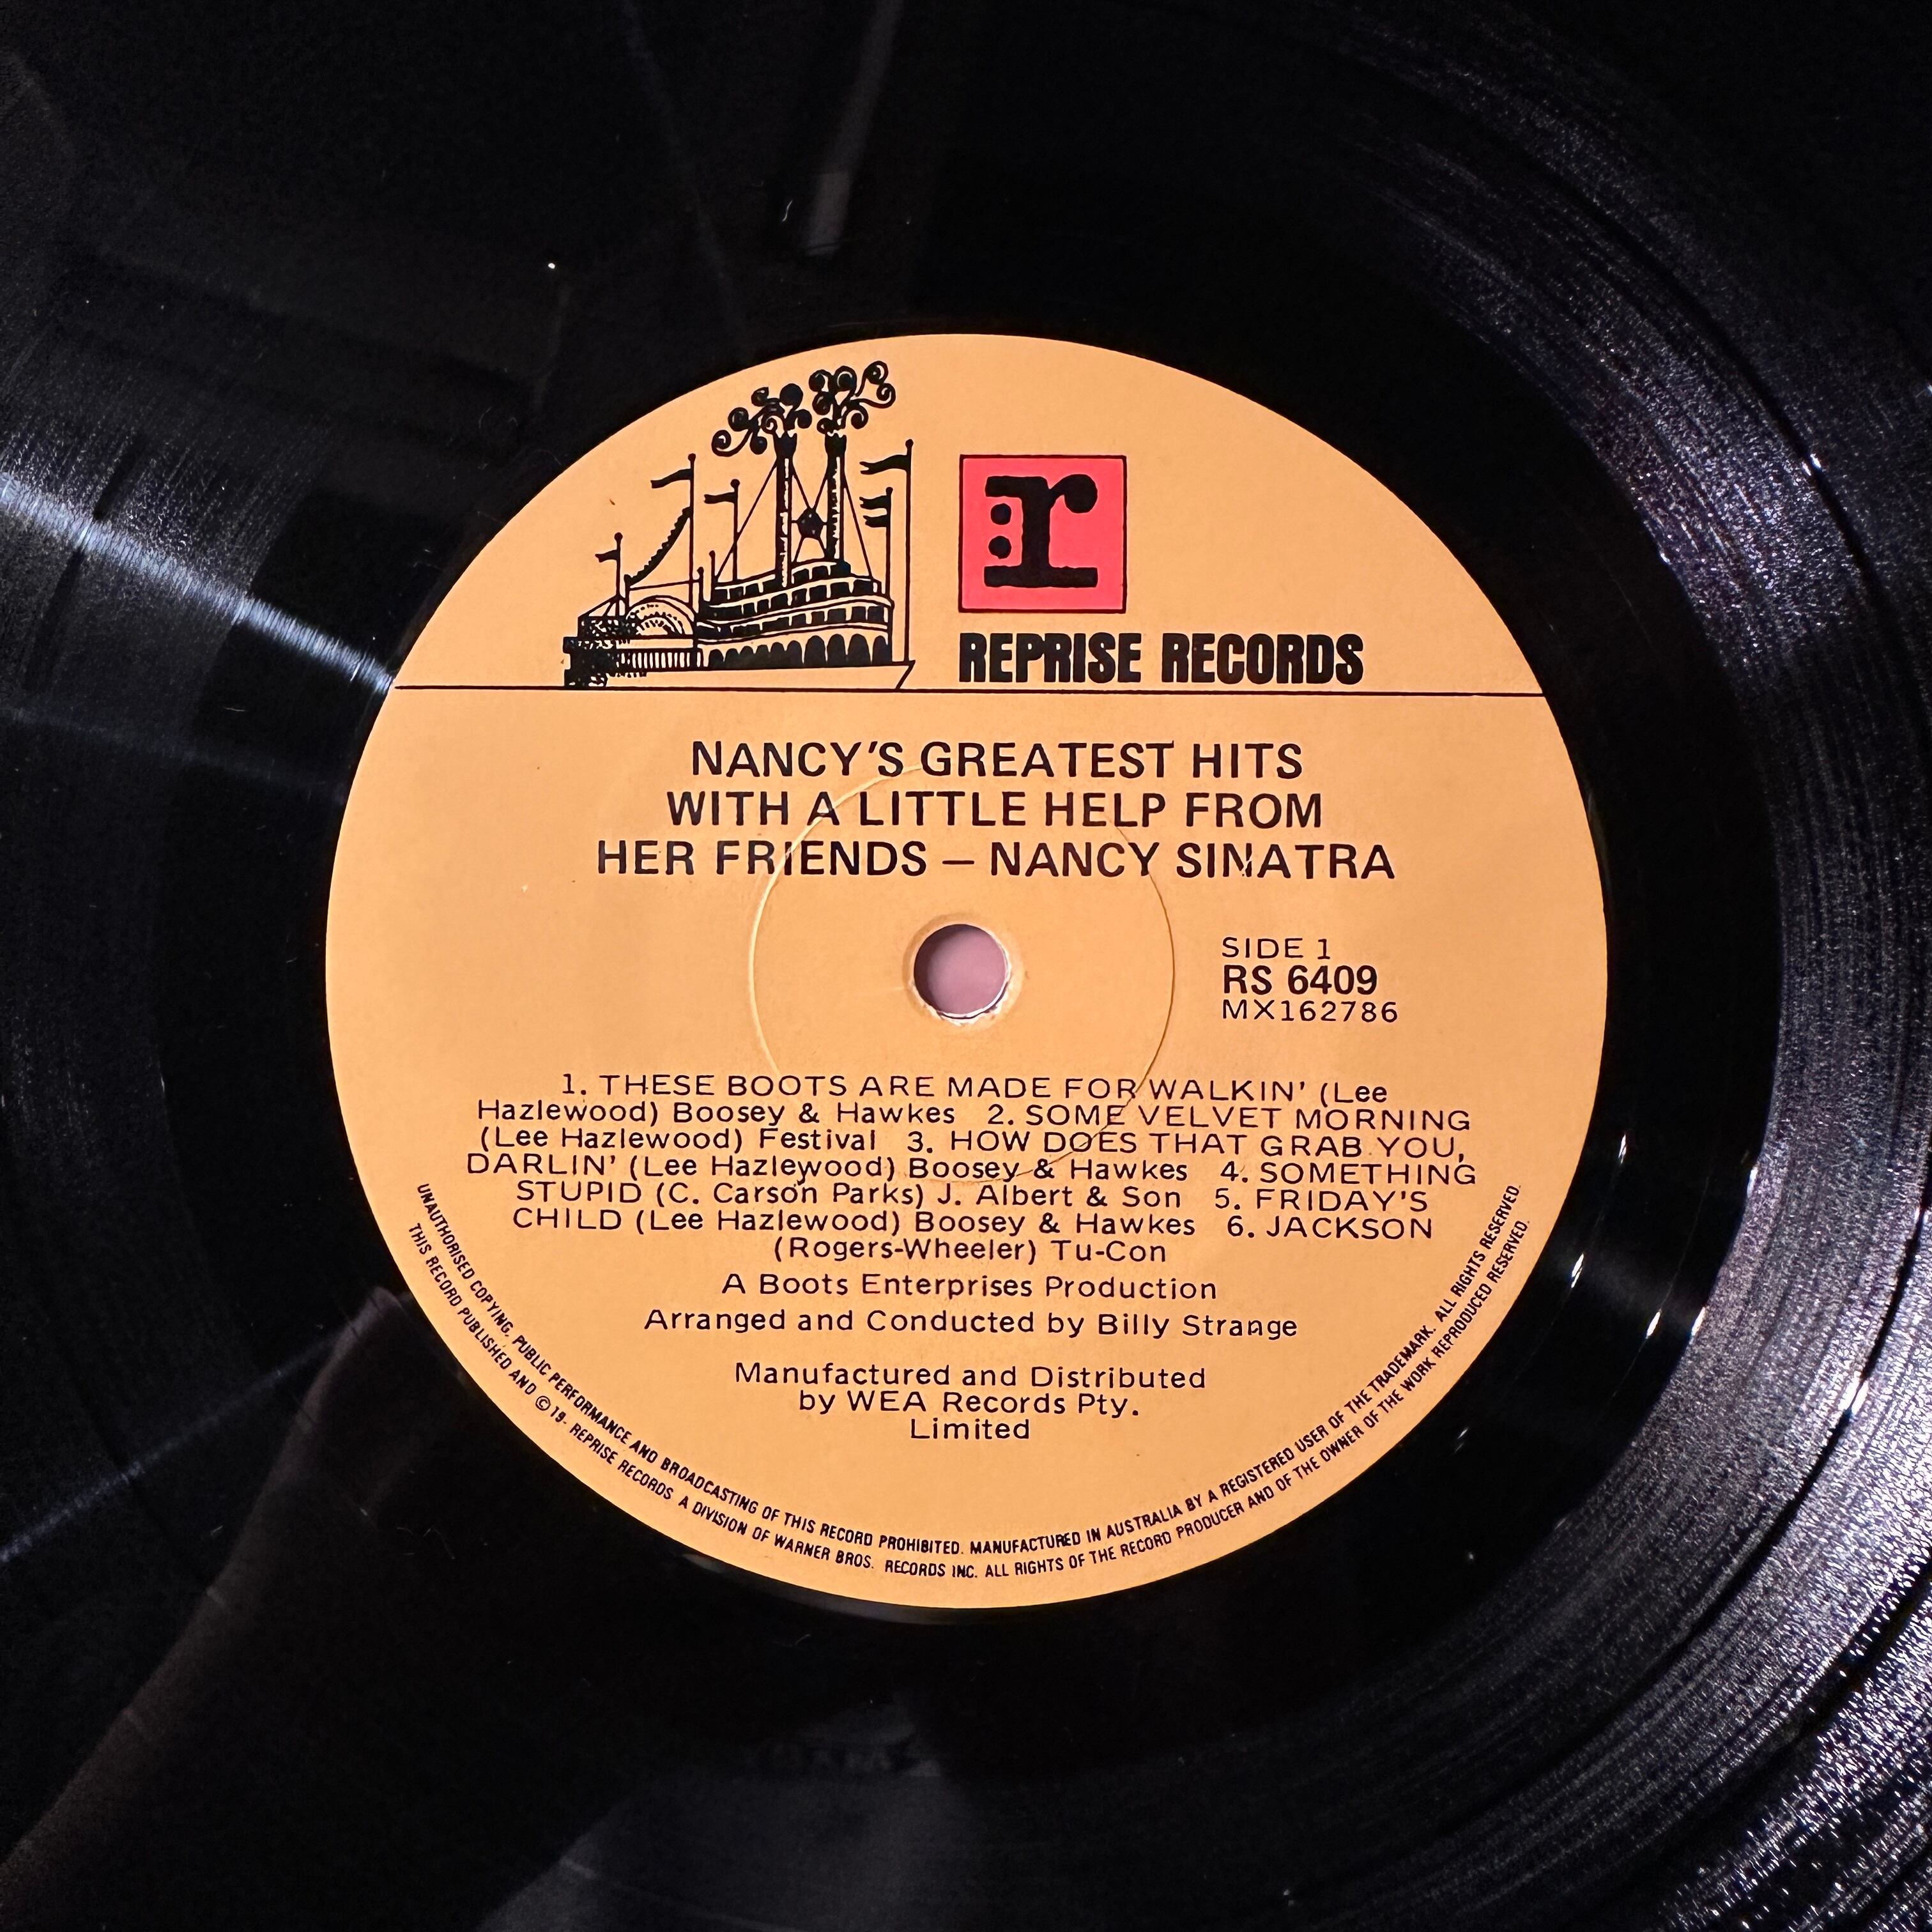 r:
REPRISE RECORDS
NANCY'S GREATEST HITS
WITH A LITTLE HELP FROM
HER FRIENDS — NANCY SINATRA
SIDE 1
RS 6409
MX162786
1. THESE BOOTS ARE MADE FOR WALKIN' (Lee
Hazlewood) Boosey & Hawkes 2. SOME VELVET MORNING
(Lee Hazlewood) Festival 3. HOW DOES THAT GRAB YOU,
DARLIN' (Lee Hazlewood) Boosey & Hawkes 4. SOMETHING
STUPID (C. Carson Parks) J. Albert & Son 5. FRIDAY'S
CHILD (Lee Hazlewood) Boosey & Hawkes 6. JACKSON
(Rogers-Wheeler) Tu-Con
A Boots Enterprises Production
Arranged and Conducted by Billy Strange
Manufactured and Distributed
by WEA Records Pty.
Limited
UNAUTHORISED COPYING, PUBLIC PERFORMANCE AND BROADCASTING OF THIS RECORD PROHIBITED. MANUFACTURED IN AUSTRALIA BY A REGISTERED USER OF THE TRADEMARK. ALL RIGHTS RESERVED.
THIS RECORD PUBLISHED AND © 19- REPRISE RECORDS A DIVISION OF WARNER BROS. RECORDS INC. ALL RIGHTS OF THE RECORD PRODUCER AND OF THE OWNER OF THE WORK REPRODUCED RESERVED.